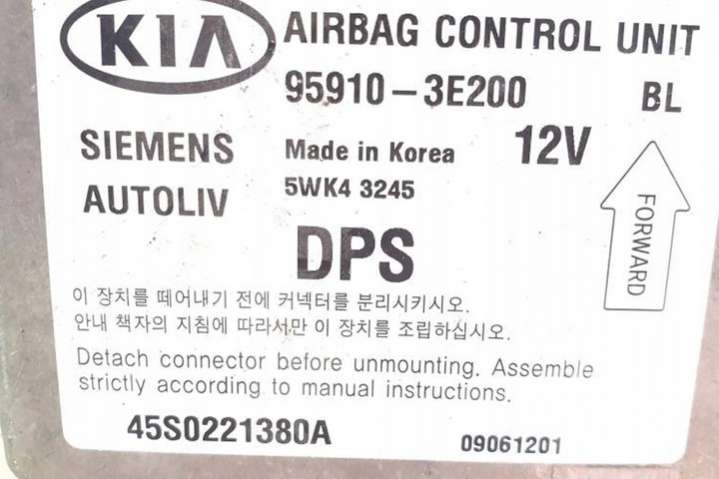 KIA AIRBAG CONTROL UNIT
95910-3E200 BL
SIEMENS Made in Korea 12V
AUTOLIV 5WK4 3245
FORWARD
DPS
이 장치를 떼어내기 전에 커넥터를 분리시키시오.
안내 책자의 지침에 따라서만 이 장치를 조립하십시오.
Detach connector before unmounting. Assemble
strictly according to manual instructions.
45S0221380A 09061201